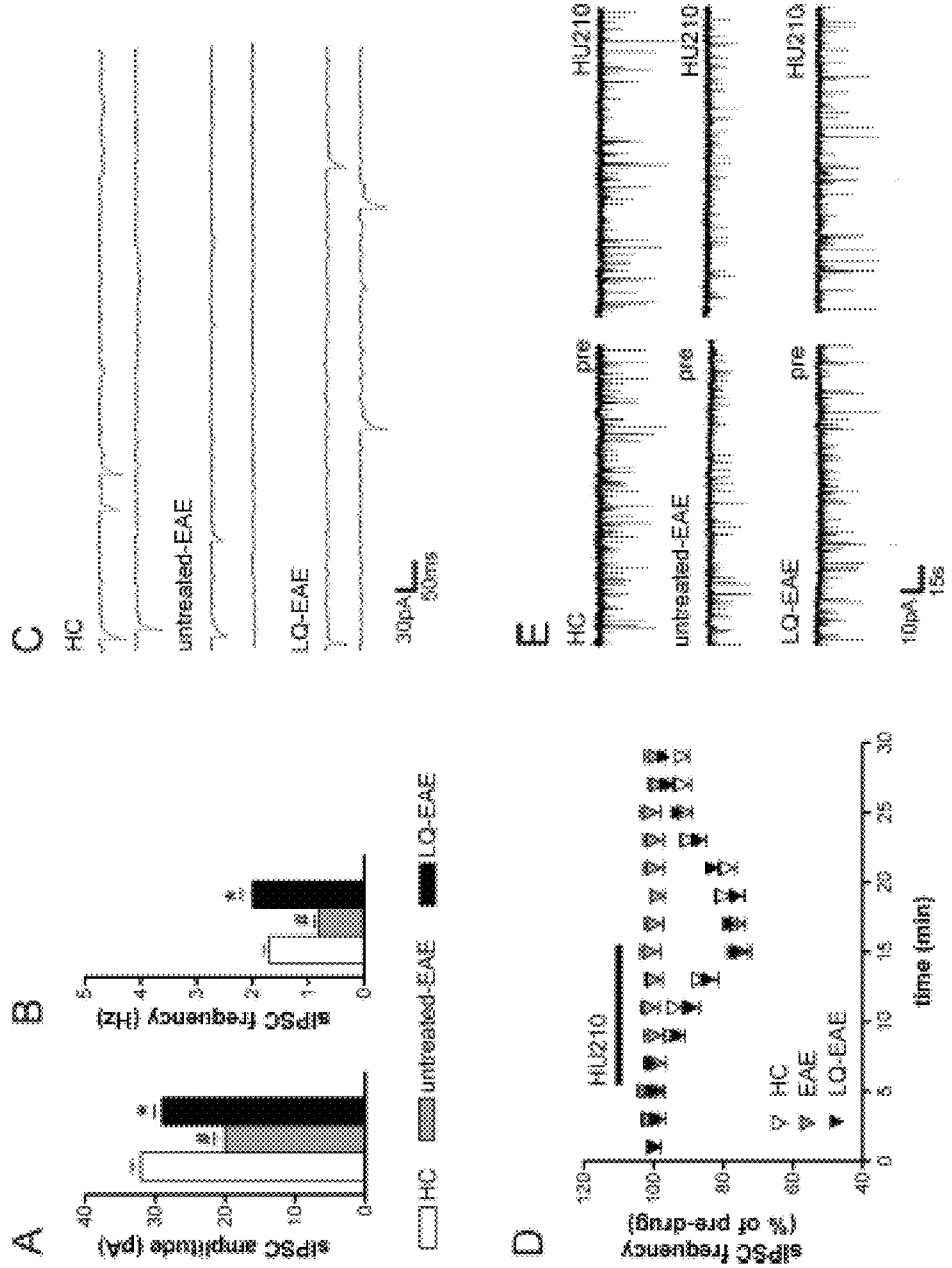 A
sIPSC amplitude (pA)
40
30
20
10
0
*
#
B
sIPSC frequency (Hz)
5
4
3
2
1
0
*
#
HC
untreated-EAE
LQ-EAE
C
HC
untreated-EAE
LQ-EAE
30pA
50ms
D
sIPSC frequency
(% of pre-drug)
120
100
80
60
40
HU210
HC
EAE
LQ-EAE
0
5
10
15
20
25
30
time (min)
E
HC
pre
HU210
untreated-EAE
pre
HU210
LQ-EAE
pre
HU210
10pA
15s